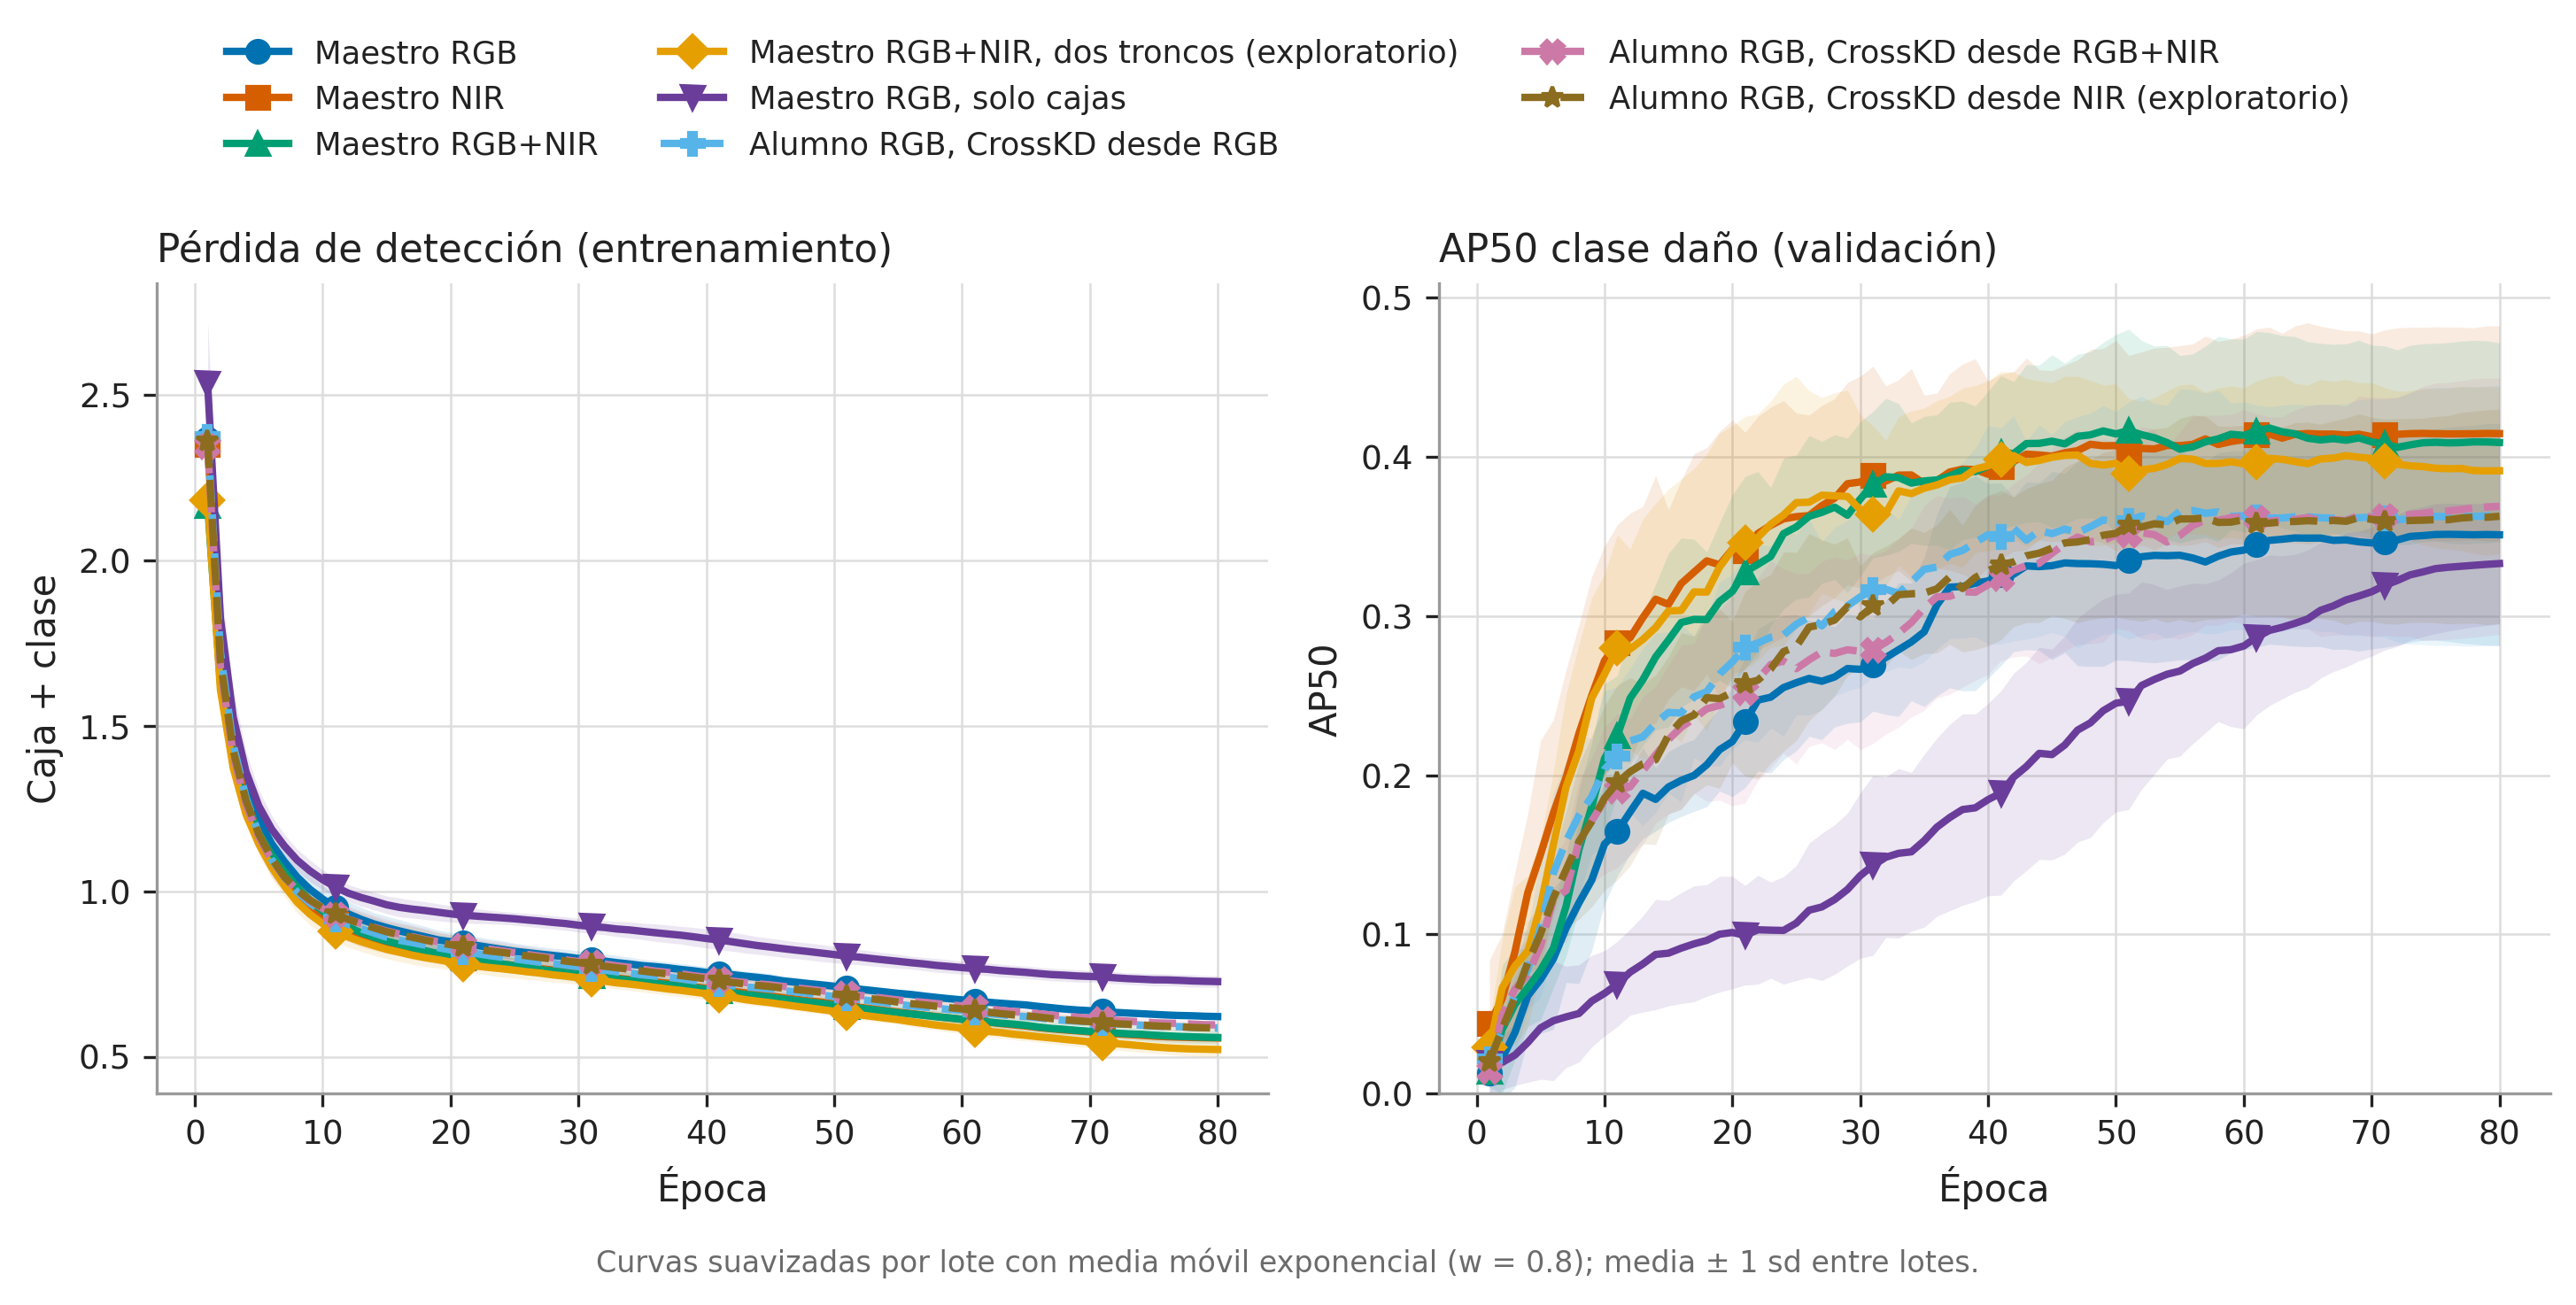 Maestro RGB
Maestro NIR
Maestro RGB+NIR
Maestro RGB+NIR, dos troncos (exploratorio)
Maestro RGB, solo cajas
Alumno RGB, CrossKD desde RGB
Alumno RGB, CrossKD desde RGB+NIR
Alumno RGB, CrossKD desde NIR (exploratorio)
Pérdida de detección (entrenamiento)
Caja + clase
2.5
2.0
1.5
1.0
0.5
0 10 20 30 40 50 60 70 80
Época
AP50 clase daño (validación)
AP50
0.5
0.4
0.3
0.2
0.1
0.0
0 10 20 30 40 50 60 70 80
Época
Curvas suavizadas por lote con media móvil exponencial (w = 0.8); media ± 1 sd entre lotes.